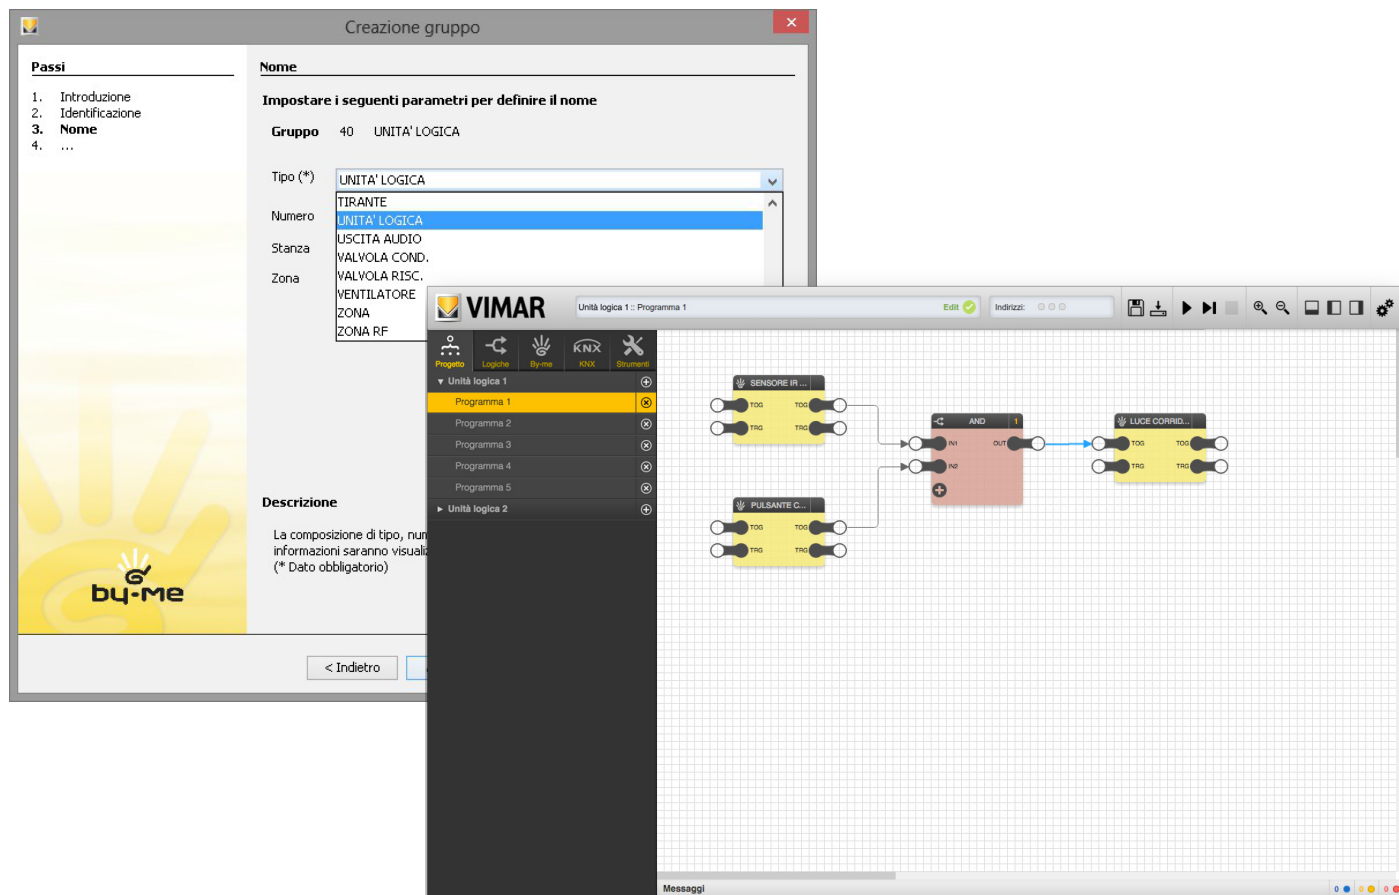 Creazione gruppo
Passi
1. Introduzione
2. Identificazione
3. Nome
4. ...
by-me
Nome
Impostare i seguenti parametri per definire il nome
Gruppo 40 UNITA' LOGICA
Tipo (*) UNITA' LOGICA
TIRANTE
Numero
UNITA' LOGICA
USCITA AUDIO
Stanza
VALVOLA COND.
VALVOLA RISC.
Zona
VENTILATORE
ZONA
ZONA RF
Descrizione
La composizione di tipo,
informazioni saranno
(* Dato obbligatorio)
< Indietro
VIMAR
Unità logica 1 :: Programma 1
Edit
Indirizzi:
Progetto Logiche By-me KNX Strumenti
KNX
Unità logica 1
Programma 1
Programma 2
Programma 3
Programma 4
Programma 5
Unità logica 2
SENSORE IR ...
TOG TOG
TRG TRG
PULSANTE C...
TOG TOG
TRG TRG
AND 1
IN1 OUT
IN2
LUCE CORRID...
TOG TOG
TRG TRG
Messaggi
0 0 0